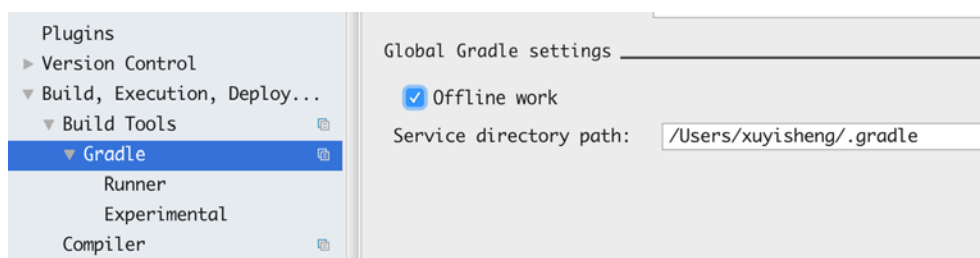 Plugins
Version Control
Build, Execution, Deploy...
Build Tools
Gradle
Runner
Experimental
Compiler
Global Gradle settings
Offline work
Service directory path: /Users/xuyisheng/.gradle